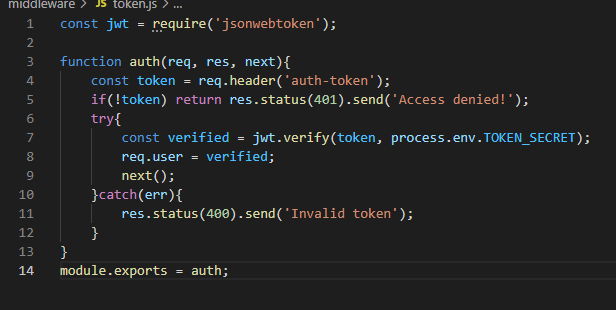 middleware > JS token.js > ...
1 const jwt = require('jsonwebtoken');
2
3 function auth(req, res, next){
4 const token = req.header('auth-token');
5 if(!token) return res.status(401).send('Access denied!');
6 try{
7 const verified = jwt.verify(token, process.env.TOKEN_SECRET);
8 req.user = verified;
9 next();
10 }catch(err){
11 res.status(400).send('Invalid token');
12 }
13 }
14 module.exports = auth;